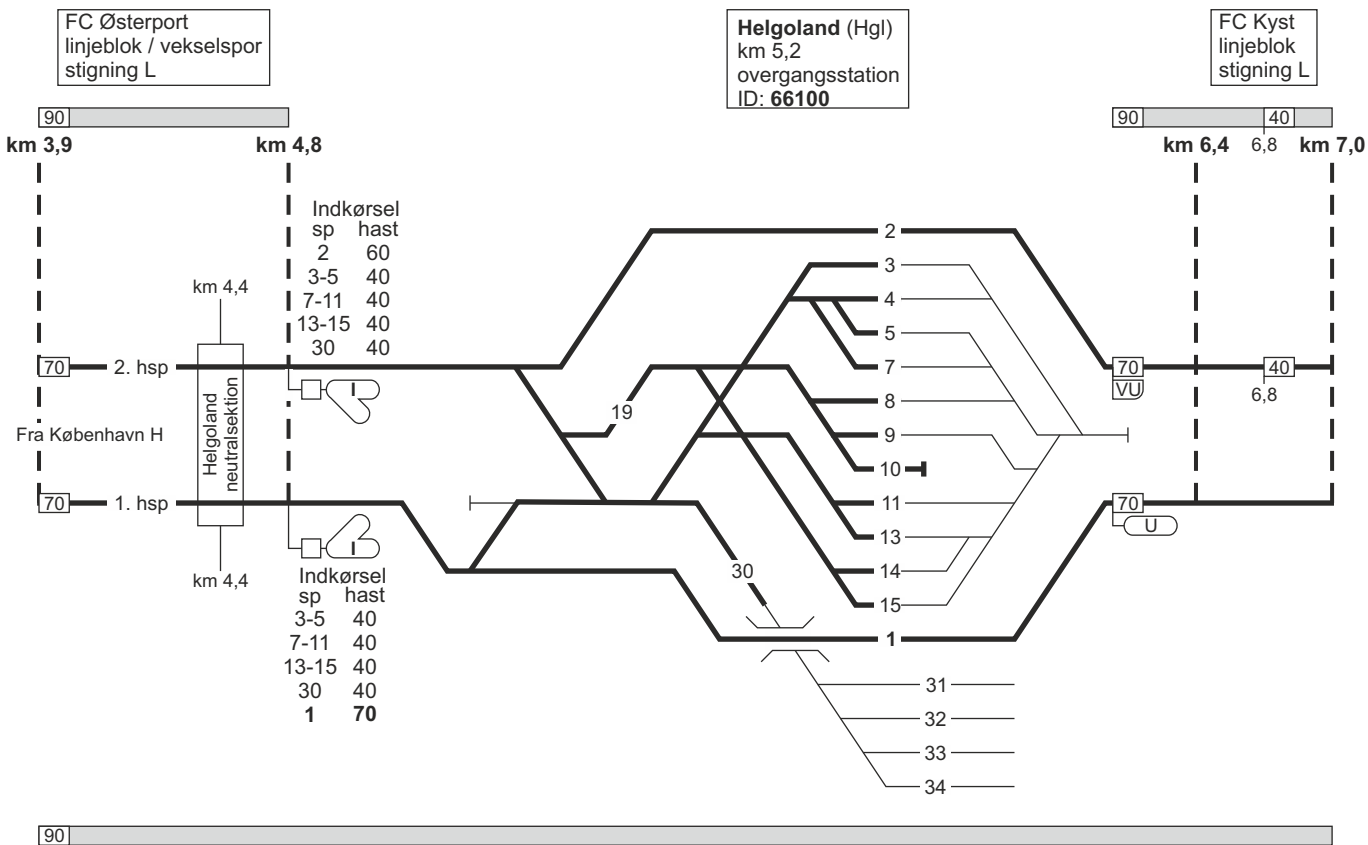 FC Østerport
linjeblok / vekselspor
stigning L
Helgoland (Hgl)
km 5,2
overgangsstation
ID: 66100
FC Kyst
linjeblok
stigning L
90
90
40
km 3,9
km 4,8
km 6,4
6,8
km 7,0
Indkørsel
sp hast
2 60
3-5 40
7-11 40
13-15 40
30 40
km 4,4
70
2. hsp
I
Fra København H
Helgoland
neutralsektion
70
1. hsp
km 4,4
I
Indkørsel
sp hast
3-5 40
7-11 40
13-15 40
30 40
1 70
19
30
2
3
4
5
7
8
9
10
11
13
14
15
1
31
32
33
34
70
VU
40
6,8
70
U
90